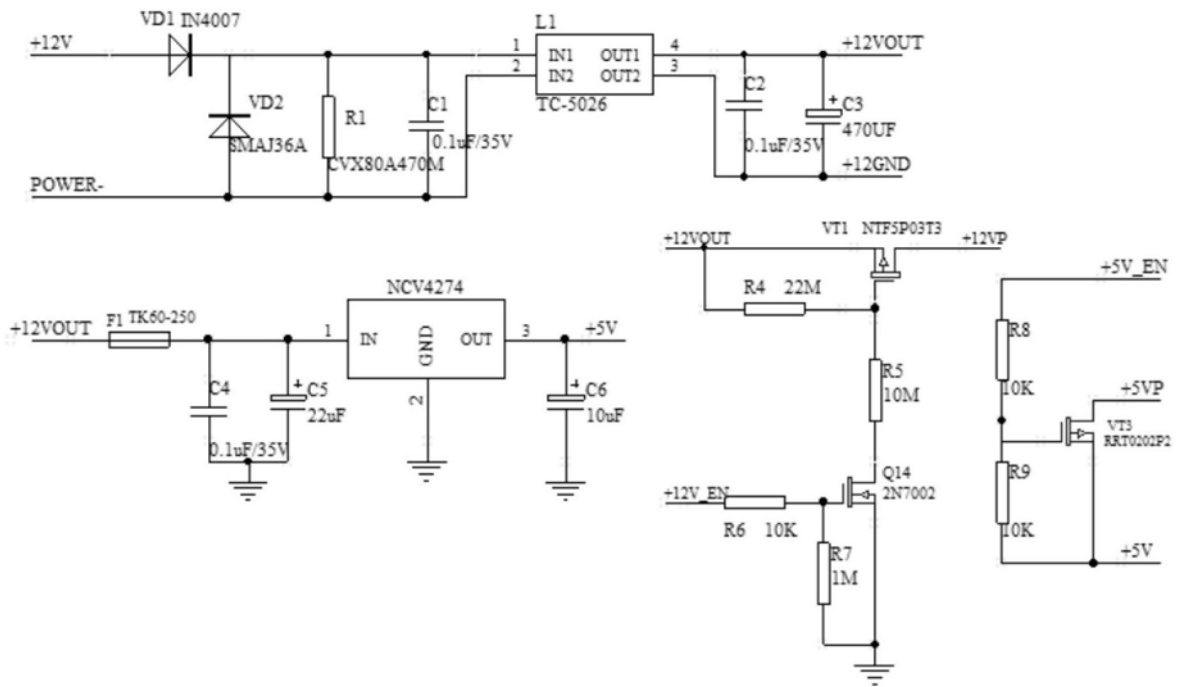 VD1 IN4007
+12V
VD2
SMAJ36A
R1
CVX80A470M
C1
0.1uF/35V
POWER-
L1
1 IN1 OUT1 4
2 IN2 OUT2 3
TC-5026
+12VOUT
C2
0.1uF/35V
+ C3
470UF
+12GND
+12VOUT
F1 TK60-250
NCV4274
1 IN GND OUT 3
2
+5V
C4
0.1uF/35V
+ C5
22uF
+ C6
10uF
+12VOUT
VT1 NTF5P03T3
+12VP
R4 22M
R5
10M
Q14
2N7002
+12V_EN
R6 10K
R7
1M
+5V_EN
R8
10K
+5VP
VT3
RRT0202P2
R9
10K
+5V